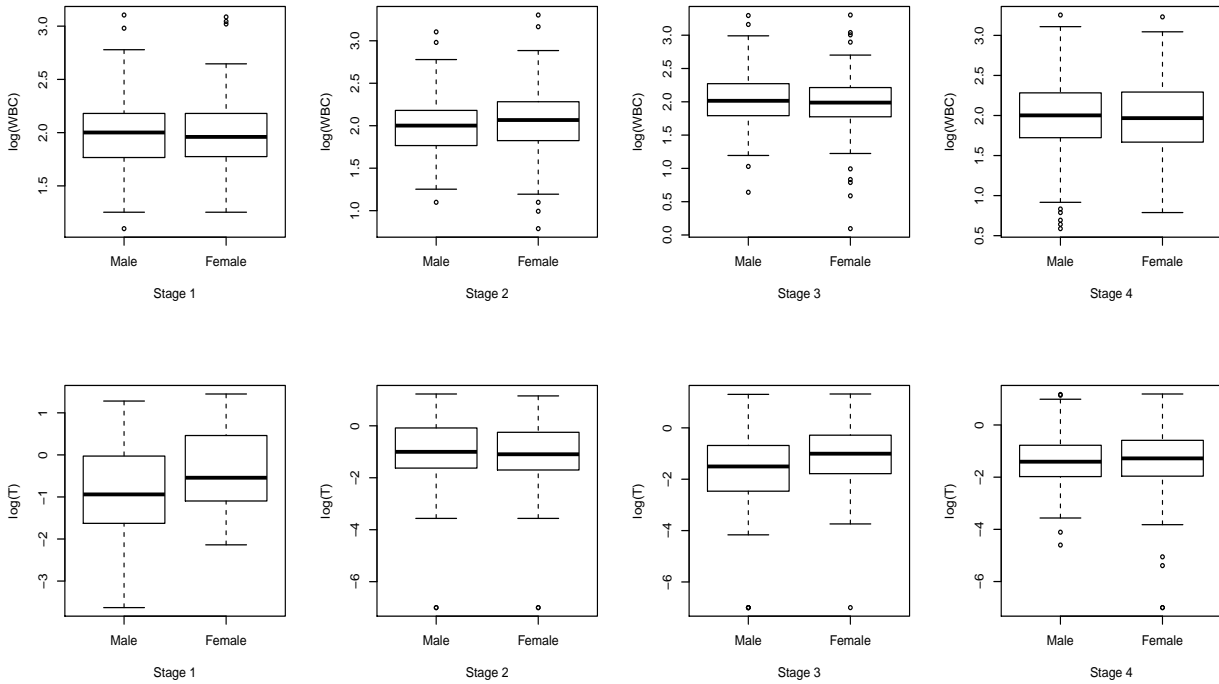 log(WBC)
3.0
2.5
2.0
1.5
Male
Female
Stage 1
log(WBC)
3.0
2.5
2.0
1.5
1.0
Male
Female
Stage 2
log(WBC)
3.0
2.5
2.0
1.5
1.0
0.5
0.0
Male
Female
Stage 3
log(WBC)
3.0
2.5
2.0
1.5
1.0
0.5
Male
Female
Stage 4
log(T)
1
0
−1
−2
−3
Male
Female
Stage 1
log(T)
0
−2
−4
−6
Male
Female
Stage 2
log(T)
0
−2
−4
−6
Male
Female
Stage 3
log(T)
0
−2
−4
−6
Male
Female
Stage 4